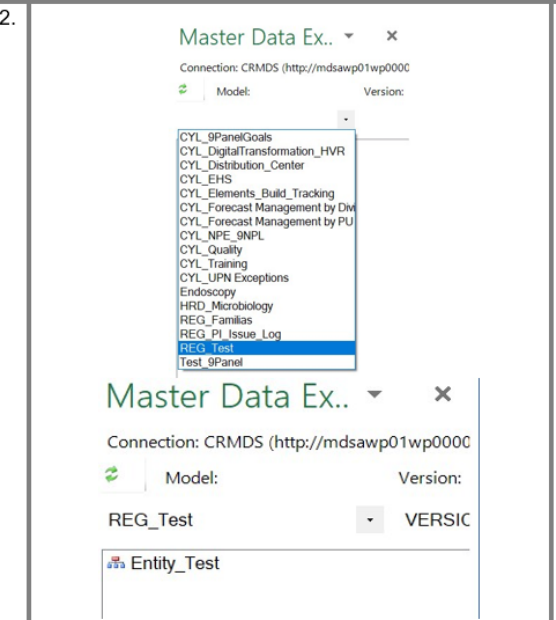 2.
Master Data Ex..
Connection: CRMDS (http://mdsawp01wp0000
Model: Version:
CYL_9PanelGoals
CYL_DigitalTransformation_HVR
CYL_Distribution_Center
CYL_EHS
CYL_Elements_Build_Tracking
CYL_Forecast Management by Divi
CYL_Forecast Management by PU
CYL_NPE_9NPL
CYL_Quality
CYL_Training
CYL_UPN Exceptions
Endoscopy
HRD_Microbiology
REG_Familias
REG_PI_Issue_Log
REG_Test
Test_9Panel
Master Data Ex..
Connection: CRMDS (http://mdsawp01wp0000
Model: Version:
REG_Test VERSIC
Entity_Test